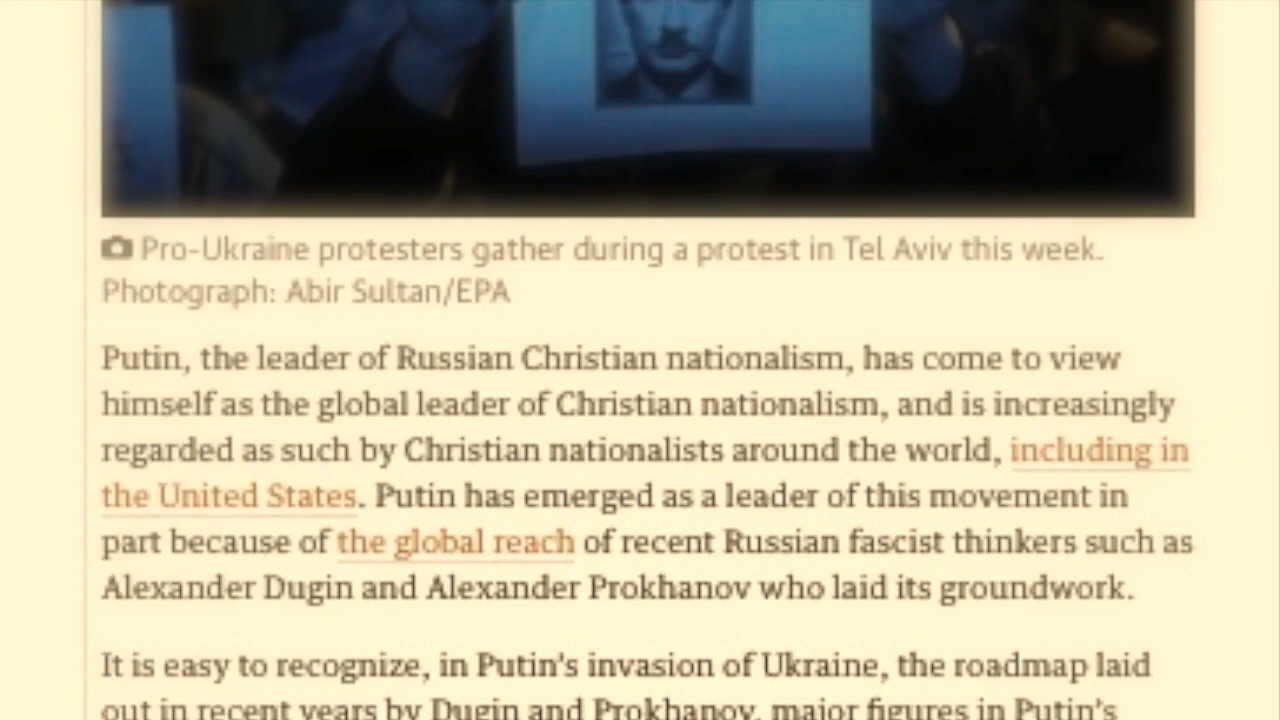 Pro-Ukraine protesters gather during a protest in Tel Aviv this week.
Photograph: Abir Sultan/EPA
Putin, the leader of Russian Christian nationalism, has come to view
himself as the global leader of Christian nationalism, and is increasingly
regarded as such by Christian nationalists around the world, including in
the United States. Putin has emerged as a leader of this movement in
part because of the global reach of recent Russian fascist thinkers such as
Alexander Dugin and Alexander Prokhanov who laid its groundwork.
It is easy to recognize, in Putin's invasion of Ukraine, the roadmap laid
out in recent years by Dugin and Prokhanov, major figures in Putin's